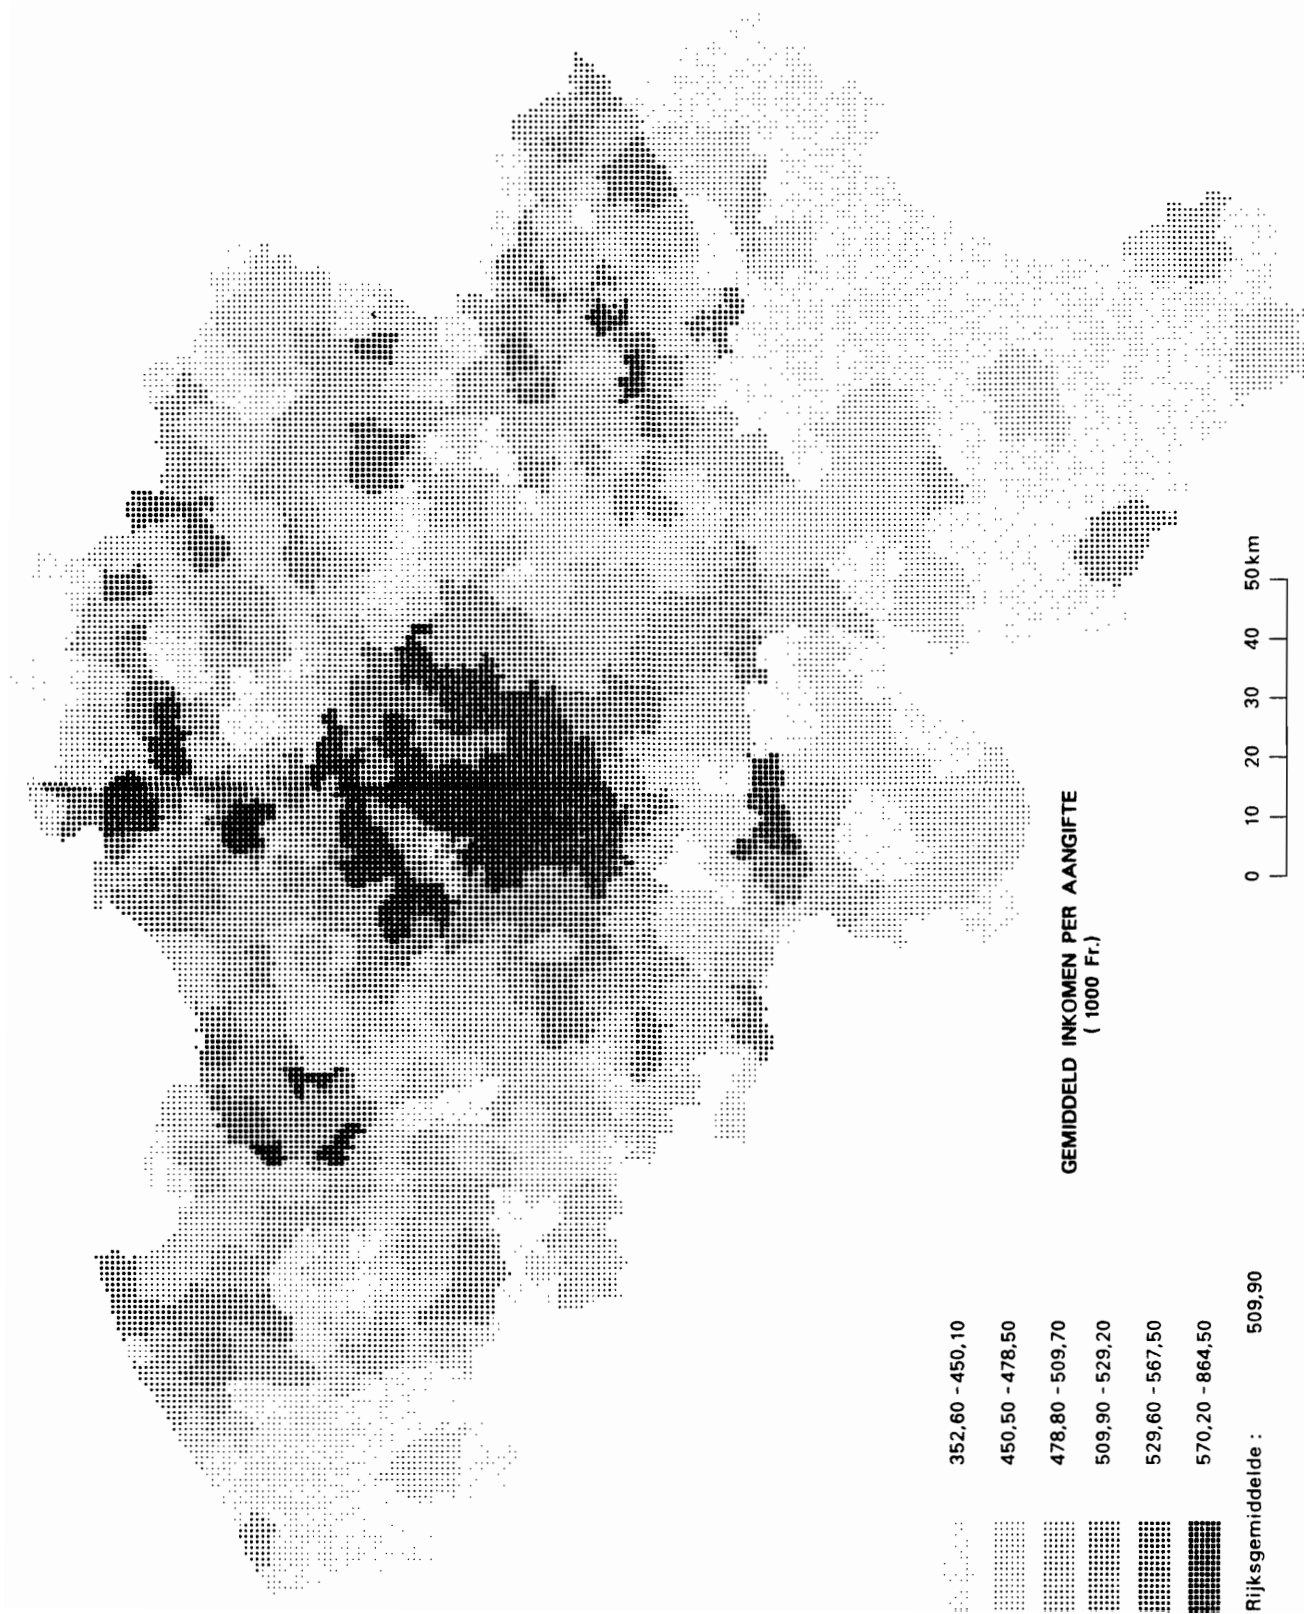 GEMIDDELD INKOMEN PER AANGIFTE
( 1000 Fr.)
352,60 - 450,10
450,50 - 478,50
478,80 - 509,70
509,90 - 529,20
529,60 - 567,50
570,20 - 864,50
Rijksgemiddelde : 509,90
0 10 20 30 40 50km